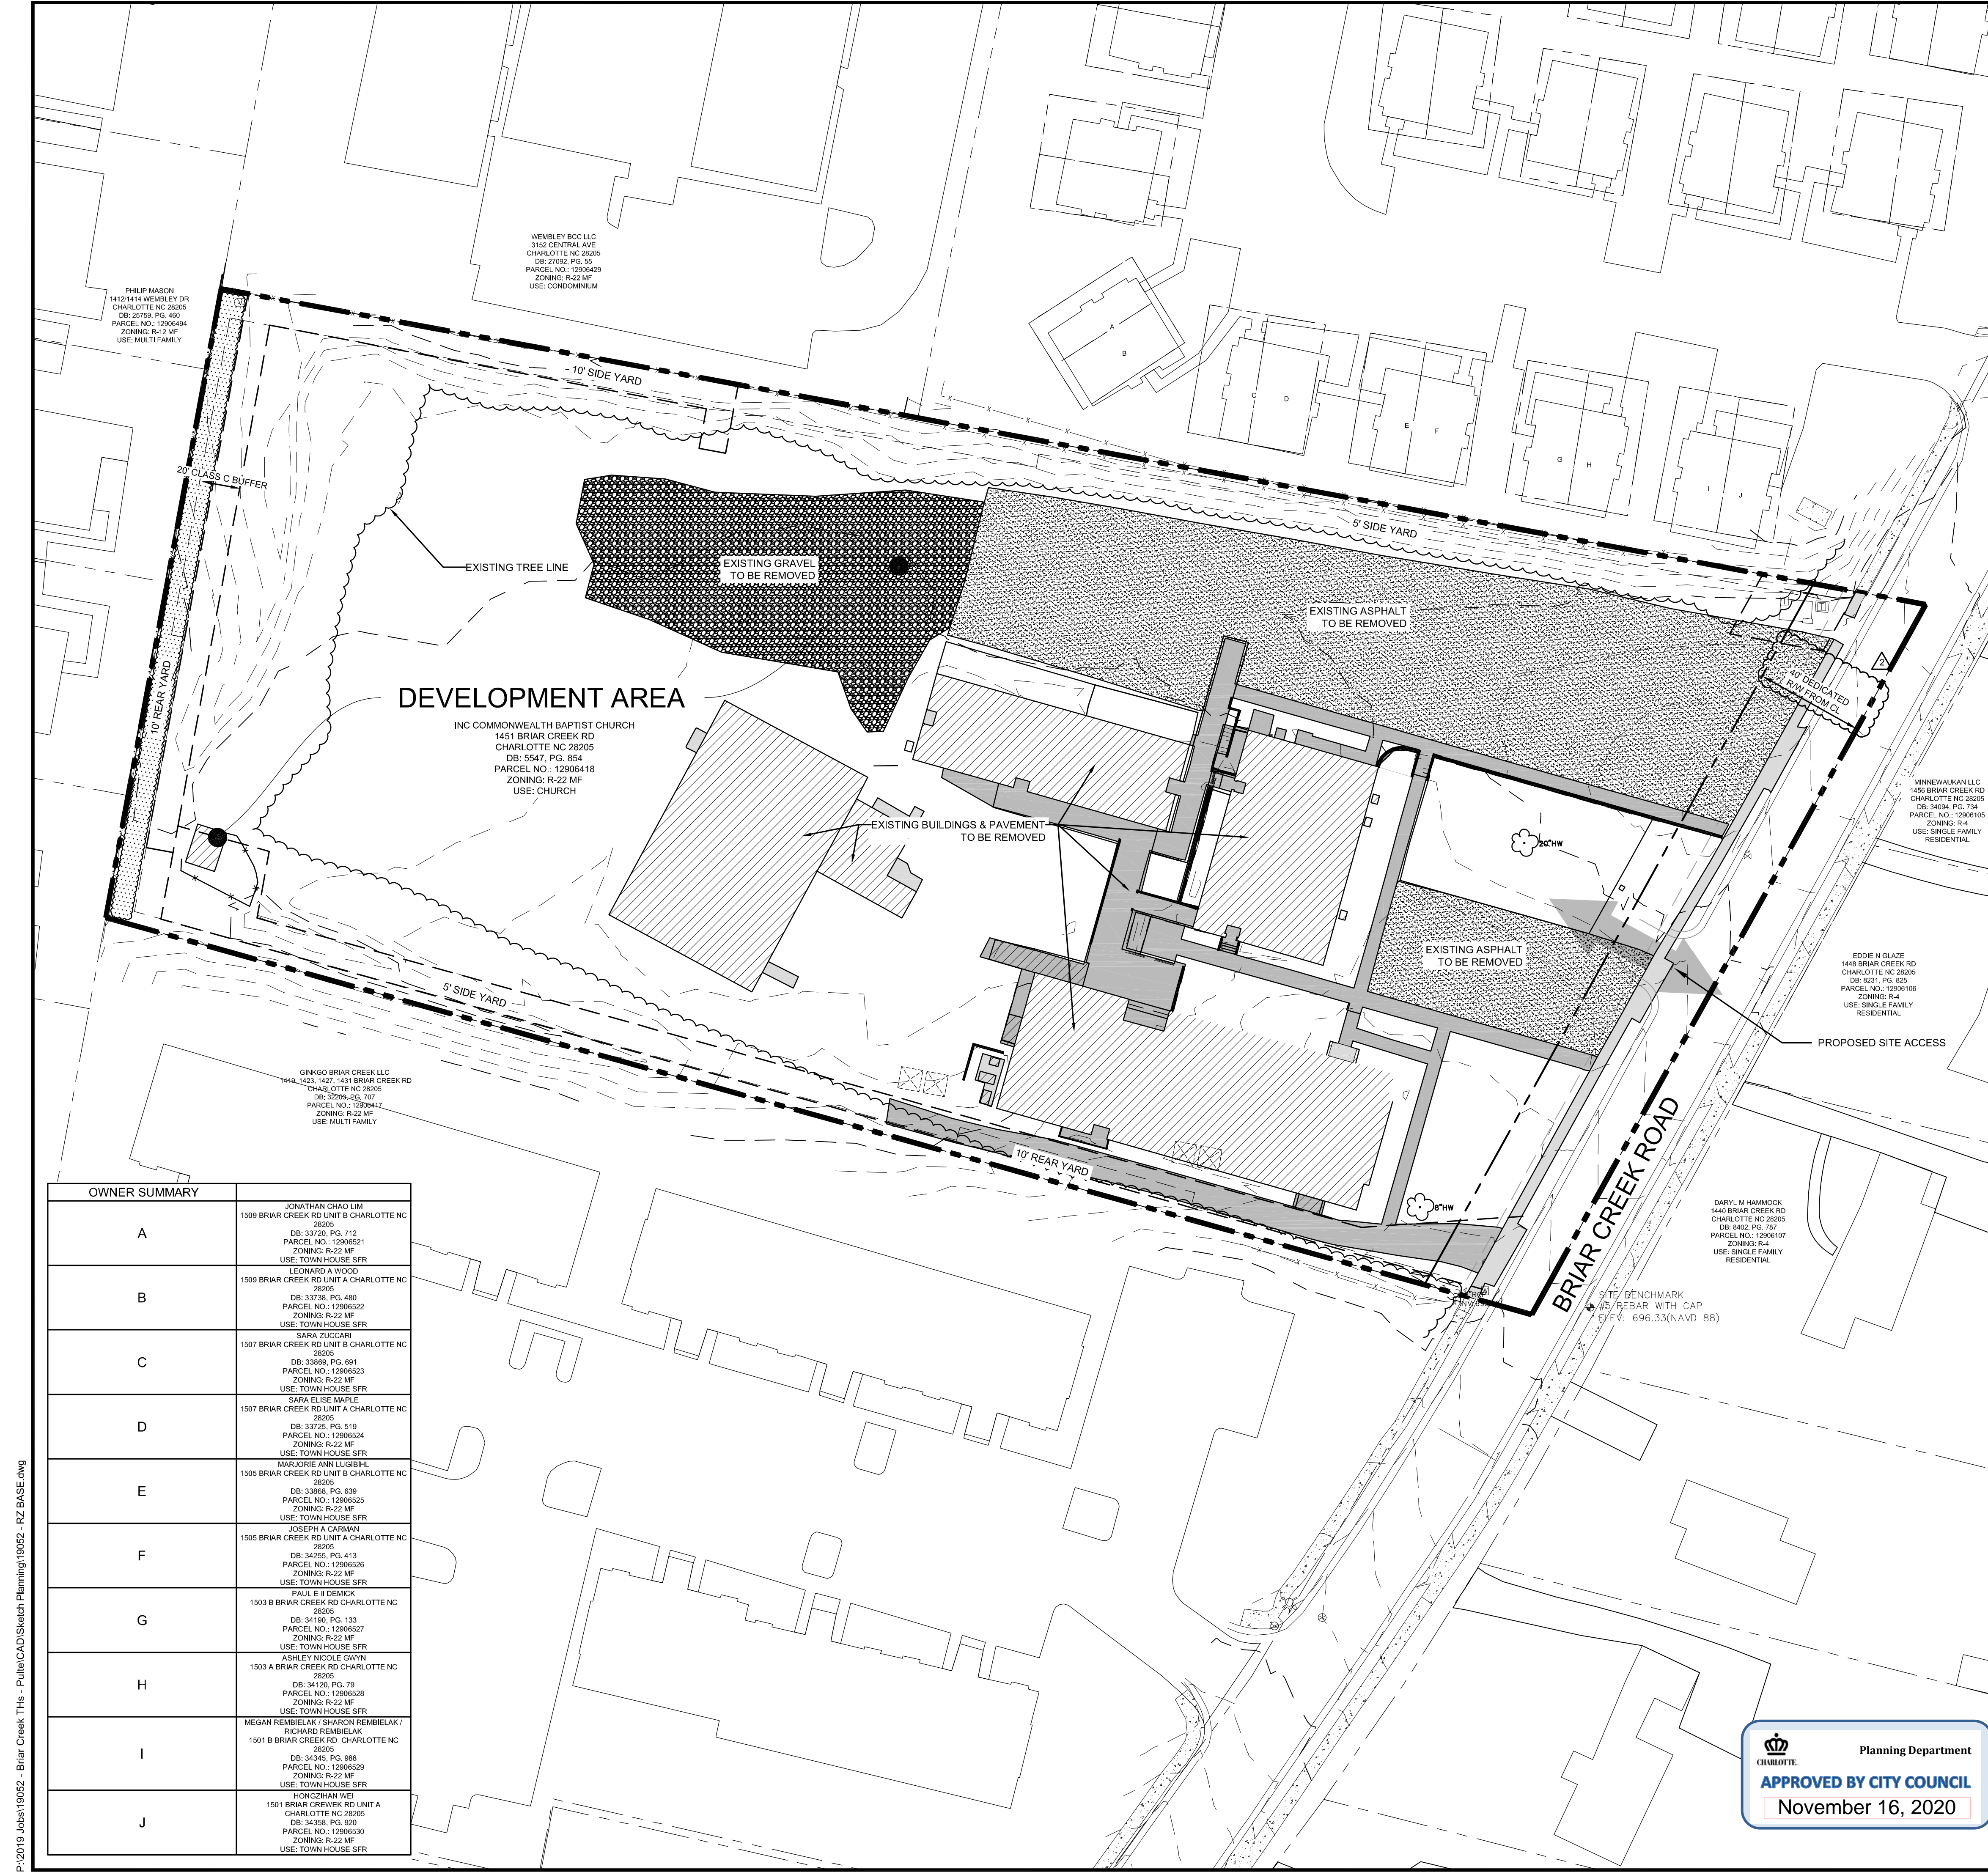 WEMBLEY BCC LLC
3152 CENTRAL AVE
CHARLOTTE NC 28205
DB: 27092, PG. 55
PARCEL NO.: 12906429
ZONING: R-22 MF
USE: CONDOMINIUM
PHILIP MASON
1412/1414 WEMBLEY DR
CHARLOTTE NC 28205
DB: 25759, PG. 460
PARCEL NO.: 12906494
ZONING: R-12 MF
USE: MULTI FAMILY
A
B
C
D
E
F
G
H
I
J
10' SIDE YARD
20' CLASS C BUFFER
5' SIDE YARD
EXISTING TREE LINE
EXISTING GRAVEL
TO BE REMOVED
EXISTING ASPHALT
TO BE REMOVED
10' REAR YARD
2
40' DEDICATED
R/W FROM CL
DEVELOPMENT AREA
INC COMMONWEALTH BAPTIST CHURCH
1451 BRIAR CREEK RD
CHARLOTTE NC 28205
DB: 5547, PG. 854
PARCEL NO.: 12906418
ZONING: R-22 MF
USE: CHURCH
MINNEWAUKAN LLC
1456 BRIAR CREEK RD
CHARLOTTE NC 28205
DB: 34094, PG. 734
PARCEL NO.: 12906105
ZONING: R-4
USE: SINGLE FAMILY
RESIDENTIAL
EXISTING BUILDINGS & PAVEMENT
TO BE REMOVED
20"HW
EXISTING ASPHALT
TO BE REMOVED
EDDIE N GLAZE
1448 BRIAR CREEK RD
CHARLOTTE NC 28205
DB: 8231, PG. 825
PARCEL NO.: 12906106
ZONING: R-4
USE: SINGLE FAMILY
RESIDENTIAL
5' SIDE YARD
PROPOSED SITE ACCESS
GINKGO BRIAR CREEK LLC
1419, 1423, 1427, 1431 BRIAR CREEK RD
CHARLOTTE NC 28205
DB: 32203, PG. 707
PARCEL NO.: 12906417
ZONING: R-22 MF
USE: MULTI FAMILY
10' REAR YARD
8"HW
BRIAR CREEK ROAD
DARYL M HAMMOCK
1440 BRIAR CREEK RD
CHARLOTTE NC 28205
DB: 8402, PG. 787
PARCEL NO.: 12906107
ZONING: R-4
USE: SINGLE FAMILY
RESIDENTIAL
SITE BENCHMARK
#5 REBAR WITH CAP
ELEV: 696.33(NAVD 88)
OWNER SUMMARY
A
JONATHAN CHAO LIM
1509 BRIAR CREEK RD UNIT B CHARLOTTE NC
28205
DB: 33720, PG. 712
PARCEL NO.: 12906521
ZONING: R-22 MF
USE: TOWN HOUSE SFR
B
LEONARD A WOOD
1509 BRIAR CREEK RD UNIT A CHARLOTTE NC
28205
DB: 33738, PG. 480
PARCEL NO.: 12906522
ZONING: R-22 MF
USE: TOWN HOUSE SFR
C
SARA ZUCCARI
1507 BRIAR CREEK RD UNIT B CHARLOTTE NC
28205
DB: 33869, PG. 691
PARCEL NO.: 12906523
ZONING: R-22 MF
USE: TOWN HOUSE SFR
D
SARA ELISE MAPLE
1507 BRIAR CREEK RD UNIT A CHARLOTTE NC
28205
DB: 33725, PG. 519
PARCEL NO.: 12906524
ZONING: R-22 MF
USE: TOWN HOUSE SFR
E
MARJORIE ANN LUGIBIHL
1505 BRIAR CREEK RD UNIT B CHARLOTTE NC
28205
DB: 33868, PG. 639
PARCEL NO.: 12906525
ZONING: R-22 MF
USE: TOWN HOUSE SFR
F
JOSEPH A CARMAN
1505 BRIAR CREEK RD UNIT A CHARLOTTE NC
28205
DB: 34255, PG. 413
PARCEL NO.: 12906526
ZONING: R-22 MF
USE: TOWN HOUSE SFR
G
PAUL E II DEMICK
1503 B BRIAR CREEK RD CHARLOTTE NC
28205
DB: 34190, PG. 133
PARCEL NO.: 12906527
ZONING: R-22 MF
USE: TOWN HOUSE SFR
H
ASHLEY NICOLE GWYN
1503 A BRIAR CREEK RD CHARLOTTE NC
28205
DB: 34120, PG. 79
PARCEL NO.: 12906528
ZONING: R-22 MF
USE: TOWN HOUSE SFR
I
MEGAN REMBIELAK / SHARON REMBIELAK /
RICHARD REMBIELAK
1501 B BRIAR CREEK RD CHARLOTTE NC
28205
DB: 34345, PG. 988
PARCEL NO.: 12906529
ZONING: R-22 MF
USE: TOWN HOUSE SFR
J
HONGZIHAN WEI
1501 BRIAR CREWEK RD UNIT A
CHARLOTTE NC 28205
DB: 34358, PG. 920
PARCEL NO.: 12906530
ZONING: R-22 MF
USE: TOWN HOUSE SFR
P:\2019 Jobs\19052 - Briar Creek THs - Pulte\CAD\Sketch Planning\19052 - RZ BASE.dwg
CHARLOTTE.
Planning Department
APPROVED BY CITY COUNCIL
November 16, 2020